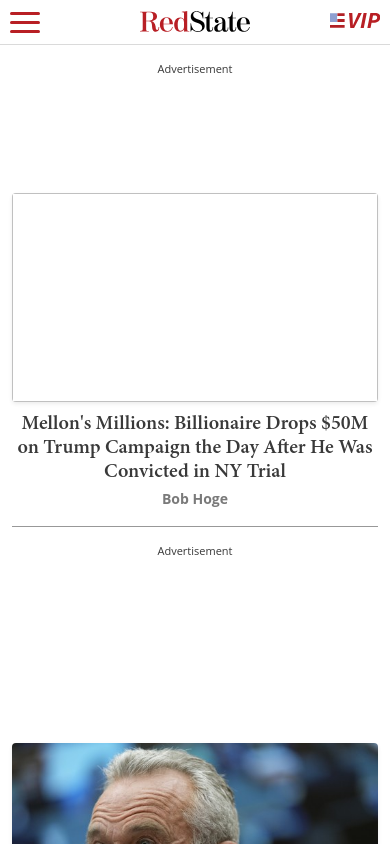 RedState
VIP
Advertisement
Mellon's Millions: Billionaire Drops $50M
on Trump Campaign the Day After He Was
Convicted in NY Trial
Bob Hoge
Advertisement